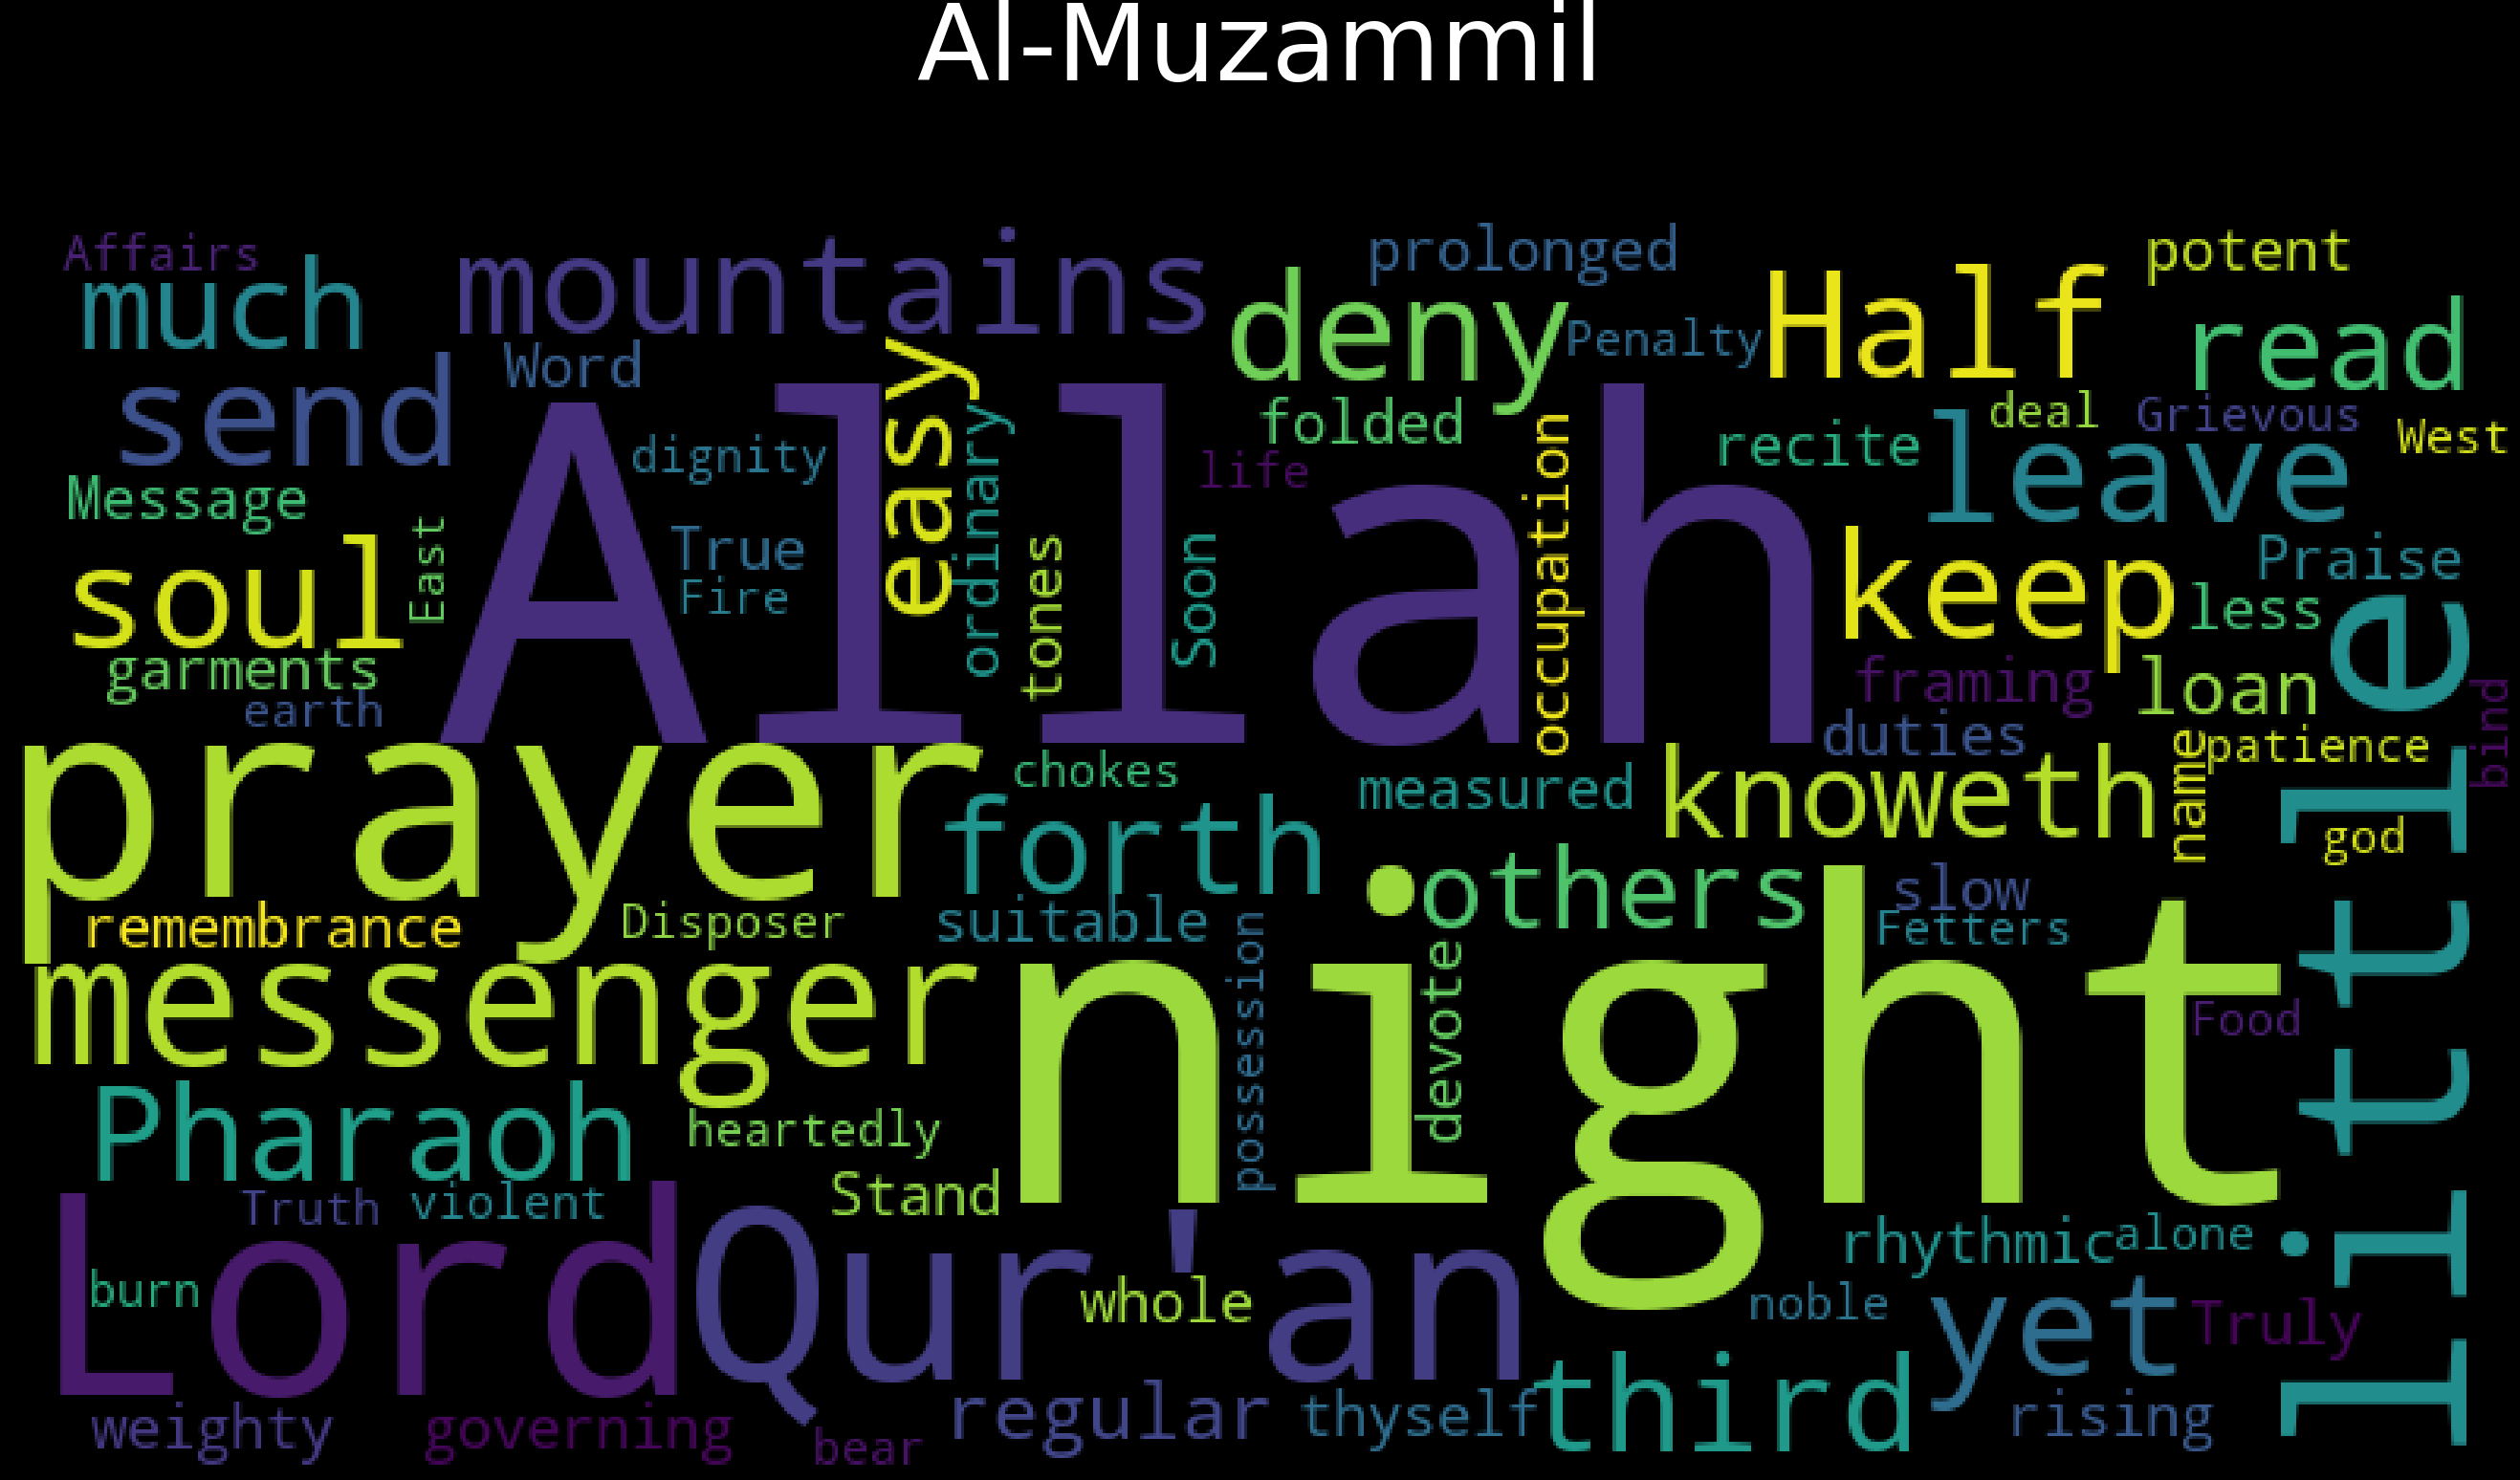 Al-Muzammil
Affairs
prolonged
potent
much
mountains
deny
Half
read
Word
Penalty
send
easy
folded
deal
Grievous
West
ordinary
recite
leave
dignity
life
occupation
Message
Allah
True
East
tones
Soon
keep
Praise
soul
Fire
less
garments
framing
loan
earth
duties
little
bind
prayer
chokes
measured
knoweth
name
patience
forth
god
others
slow
remembrance
Disposer
suitable
Fetters
messenger
night
possession
devote
Food
Pharaoh
heartedly
Stand
Truth
violent
Lord
Qur'an
rhythmic
alone
burn
whole
noble
yet
Truly
third
weighty
governing
bear
regular
thyself
rising